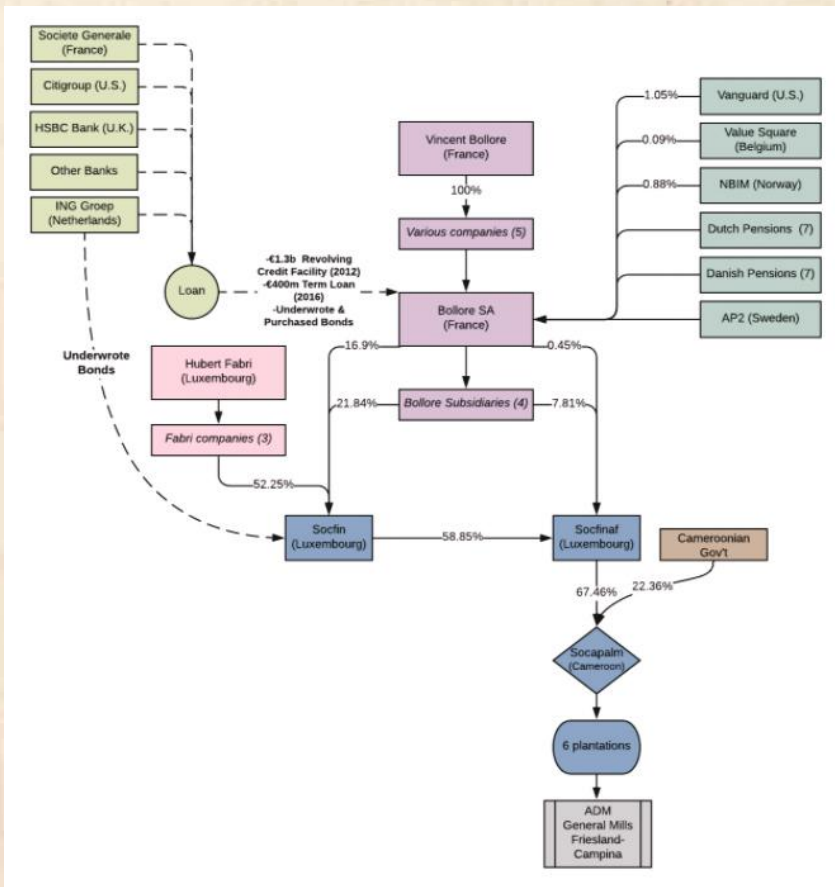 Societe Generale
(France)
Citigroup (U.S.)
HSBC Bank (U.K.)
Other Banks
ING Groep
(Netherlands)
Loan
-€1.3b Revolving
Credit Facility (2012)
-€400m Term Loan
(2016)
-Underwrote &
Purchased Bonds
Underwrote
Bonds
Vincent Bollore
(France)
100%
Various companies (5)
Bollore SA
(France)
1.05%
Vanguard (U.S.)
0.09%
Value Square
(Belgium)
0.88%
NBIM (Norway)
Dutch Pensions (7)
Danish Pensions (7)
AP2 (Sweden)
16.9%
0.45%
Hubert Fabri
(Luxembourg)
21.84%
Bollore Subsidiaries (4)
7.81%
Fabri companies (3)
52.25%
Socfin
(Luxembourg)
58.85%
Socfinaf
(Luxembourg)
Cameroonian
Gov't
67.46%
22.36%
Socapalm
(Cameroon)
6 plantations
ADM
General Mills
Friesland-
Campina